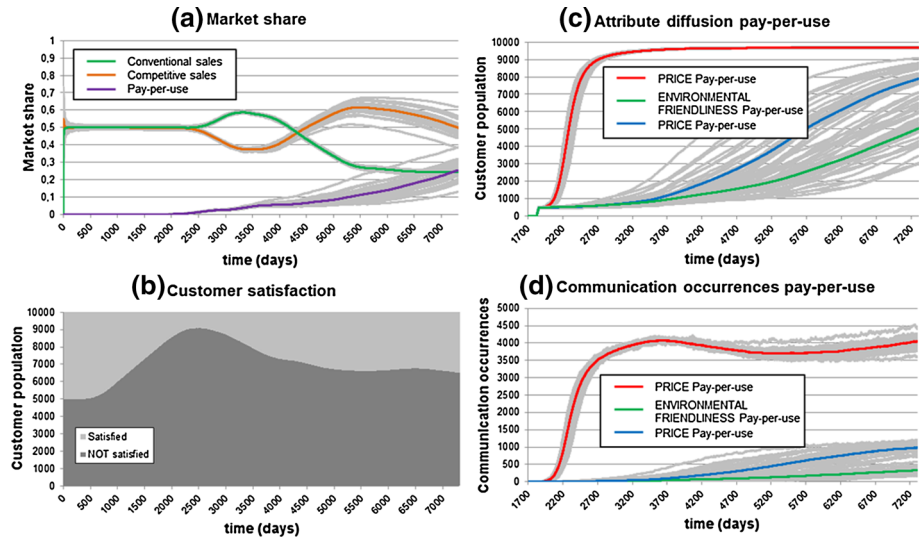 (a) Market share
Market share
1
0,9
0,8
0,7
0,6
0,5
0,4
0,3
0,2
0,1
0
Conventional sales
Competitive sales
Pay-per-use
0 500 1000 1500 2000 2500 3000 3500 4000 4500 5000 5500 6000 6500 7000
time (days)
(b) Customer satisfaction
Customer population
10000
9000
8000
7000
6000
5000
4000
3000
2000
1000
0
Satisfied
NOT satisfied
0 500 1000 1500 2000 2500 3000 3500 4000 4500 5000 5500 6000 6500 7000
time (days)
(c) Attribute diffusion pay-per-use
Customer population
10000
9000
8000
7000
6000
5000
4000
3000
2000
1000
0
PRICE Pay-per-use
ENVIRONMENTAL
FRIENDLINESS Pay-per-use
PRICE Pay-per-use
1700 2200 2700 3200 3700 4200 4700 5200 5700 6200 6700 7200
time (days)
(d) Communication occurrences pay-per-use
Communication occurrences
5000
4500
4000
3500
3000
2500
2000
1500
1000
500
0
PRICE Pay-per-use
ENVIRONMENTAL
FRIENDLINESS Pay-per-use
PRICE Pay-per-use
1700 2200 2700 3200 3700 4200 4700 5200 5700 6200 6700 7200
time (days)